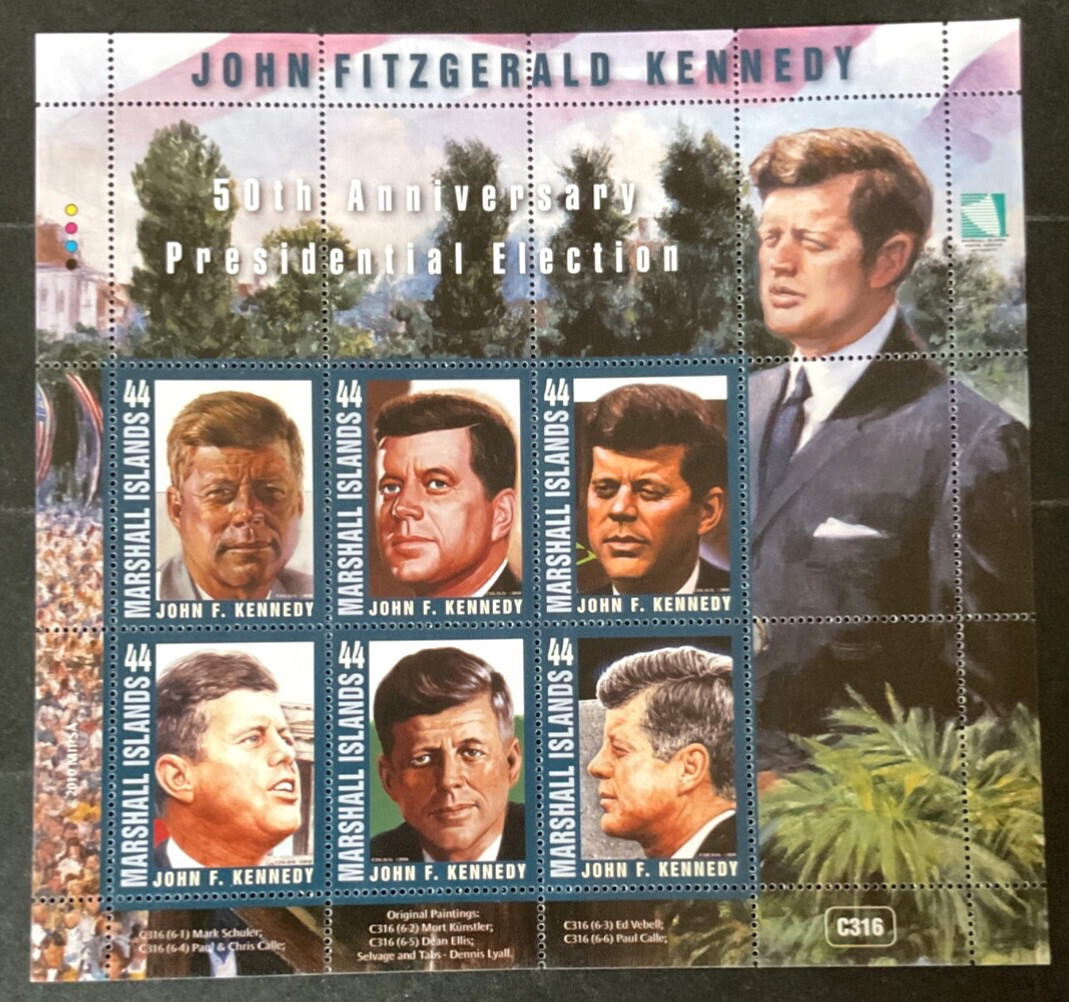 JOHN FITZGERALD KENNEDY
50th Anniversary
Presidential Election
44
MARSHALL ISLANDS
JOHN F. KENNEDY
44
MARSHALL ISLANDS
JOHN F. KENNEDY
44
MARSHALL ISLANDS
JOHN F. KENNEDY
44
MARSHALL ISLANDS
JOHN F. KENNEDY
44
MARSHALL ISLANDS
JOHN F. KENNEDY
44
MARSHALL ISLANDS
JOHN F. KENNEDY
2010 MIPSA
C316 (6-1) Mark Schuler;
C316 (6-4) Paul & Chris Calle;
Original Paintings:
C316 (6-2) Mort Künstler;
C316 (6-5) Dean Ellis;
Selvage and Tabs - Dennis Lyall.
C316 (6-3) Ed Vebell;
C316 (6-6) Paul Calle;
C316